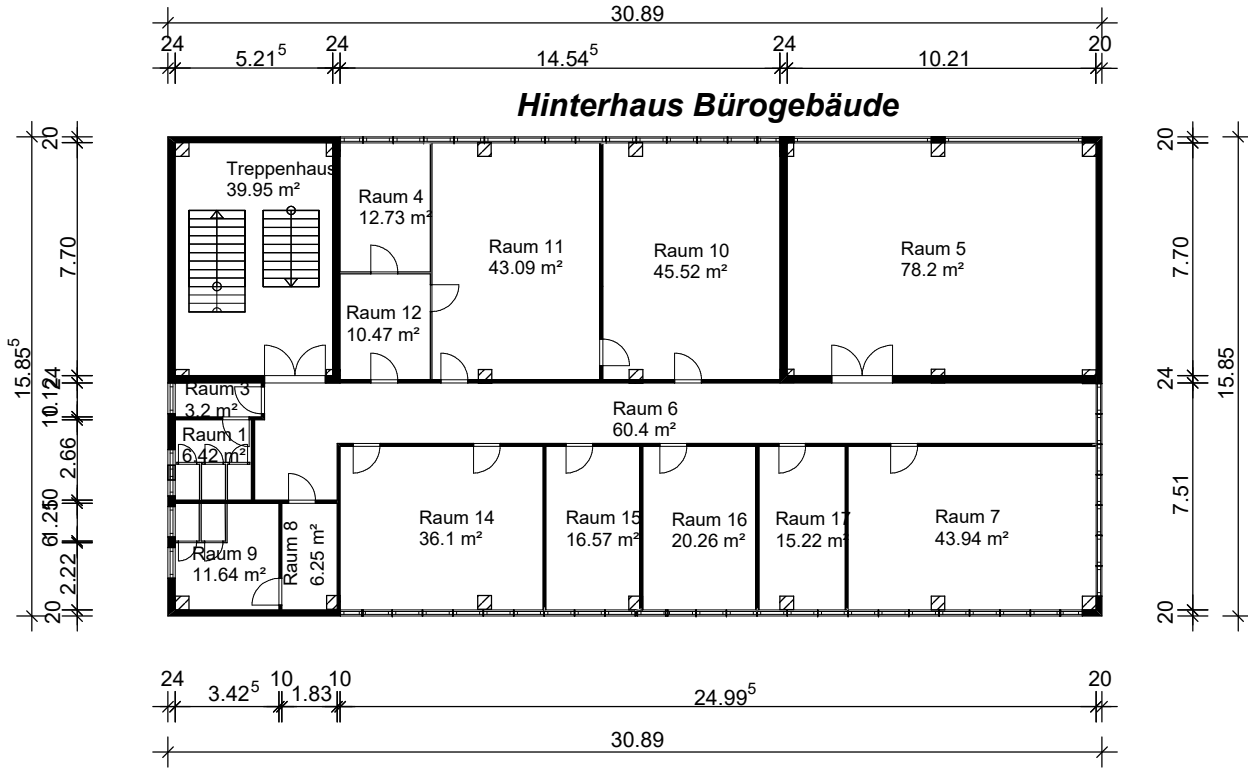 30.89
24 5.21⁵ 24 14.54⁵ 24 10.21 20
Hinterhaus Bürogebäude
Treppenhaus
39.95 m²
Raum 4
12.73 m²
Raum 11
43.09 m²
Raum 10
45.52 m²
Raum 5
78.2 m²
Raum 12
10.47 m²
Raum 3
3.2 m²
Raum 6
60.4 m²
Raum 1
6.42 m²
Raum 14
36.1 m²
Raum 15
16.57 m²
Raum 16
20.26 m²
Raum 17
15.22 m²
Raum 7
43.94 m²
Raum 9
11.64 m²
Raum 8
6.25 m²
15.85⁵
20
7.70
24
10
2.66
10
1.25
2.22
20
20
7.70
24
7.51
20
15.85
24 3.42⁵ 10 1.83 10 24.99⁵ 20
30.89